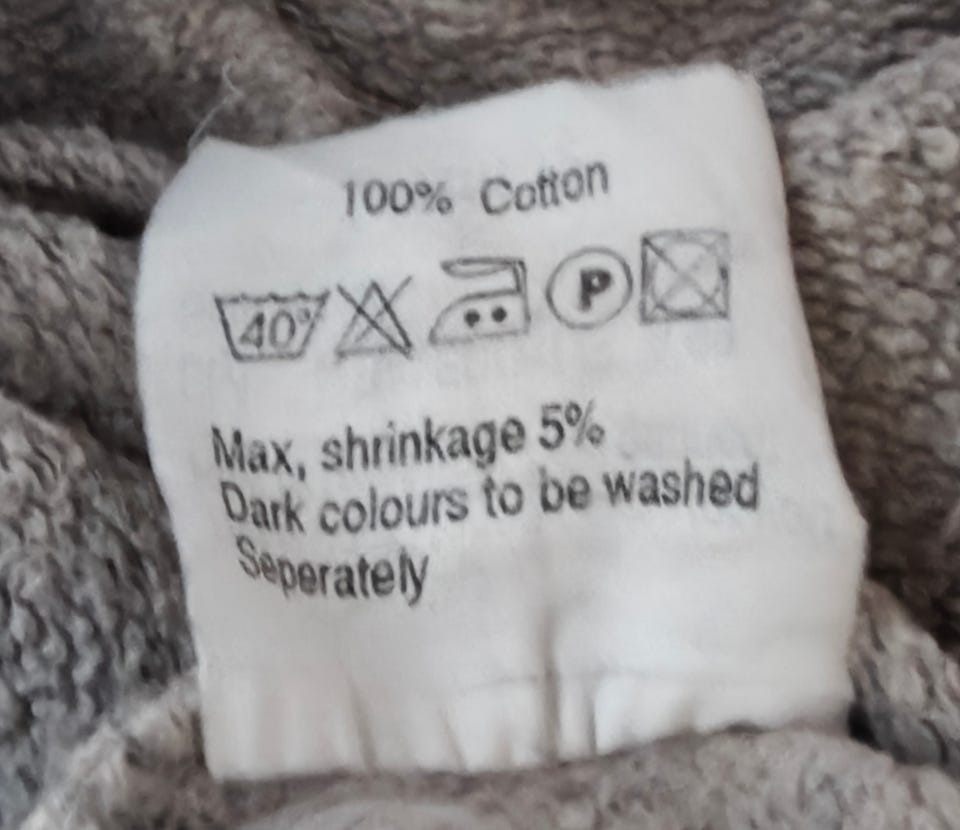 100% Cotton
40° P
Max, shrinkage 5%
Dark colours to be washed
Seperately